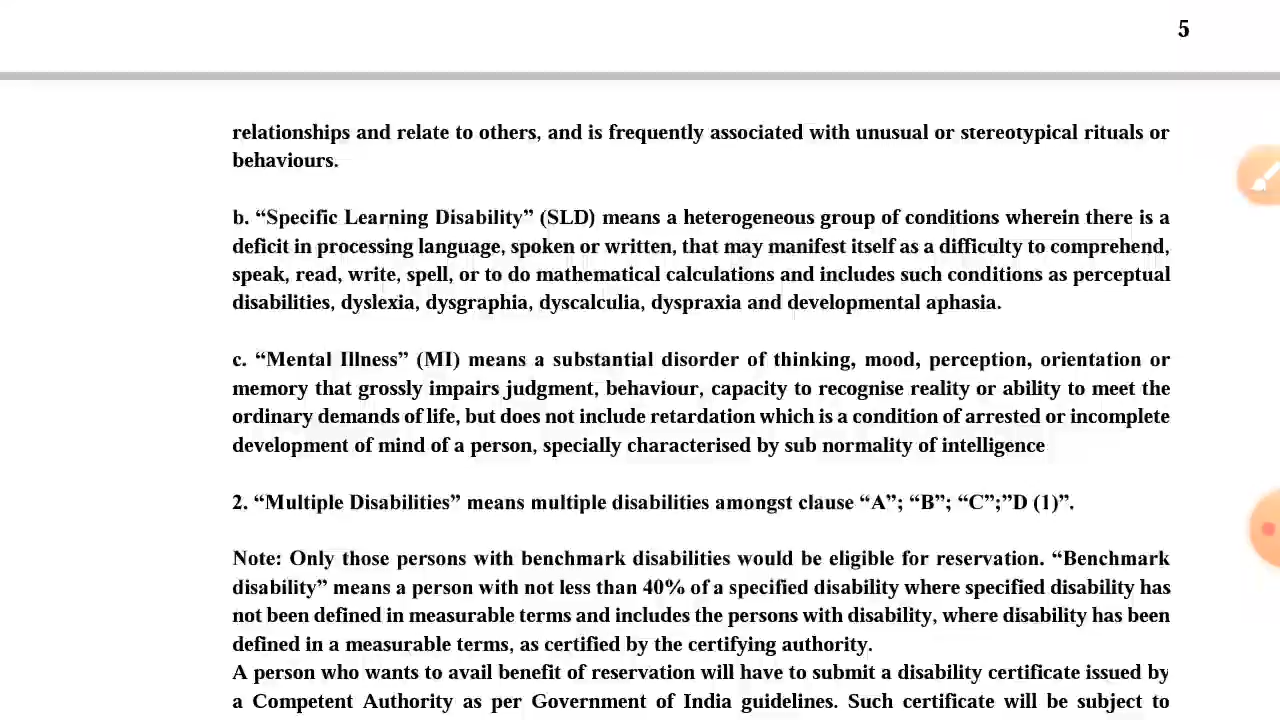 5
relationships and relate to others, and is frequently associated with unusual or stereotypical rituals or
behaviours.
b. “Specific Learning Disability” (SLD) means a heterogeneous group of conditions wherein there is a
deficit in processing language, spoken or written, that may manifest itself as a difficulty to comprehend,
speak, read, write, spell, or to do mathematical calculations and includes such conditions as perceptual
disabilities, dyslexia, dysgraphia, dyscalculia, dyspraxia and developmental aphasia.
c. “Mental Illness” (MI) means a substantial disorder of thinking, mood, perception, orientation or
memory that grossly impairs judgment, behaviour, capacity to recognise reality or ability to meet the
ordinary demands of life, but does not include retardation which is a condition of arrested or incomplete
development of mind of a person, specially characterised by sub normality of intelligence
2. “Multiple Disabilities” means multiple disabilities amongst clause “A”; “B”; “C”;”D (1)”.
Note: Only those persons with benchmark disabilities would be eligible for reservation. “Benchmark
disability” means a person with not less than 40% of a specified disability where specified disability has
not been defined in measurable terms and includes the persons with disability, where disability has been
defined in a measurable terms, as certified by the certifying authority.
A person who wants to avail benefit of reservation will have to submit a disability certificate issued by
a Competent Authority as per Government of India guidelines. Such certificate will be subject to